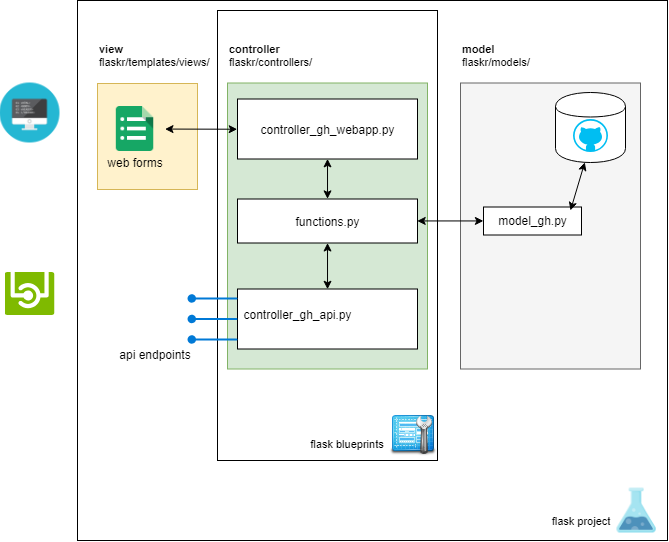 view
flaskr/templates/views/
controller
flaskr/controllers/
model
flaskr/models/
web forms
controller_gh_webapp.py
functions.py
model_gh.py
controller_gh_api.py
api endpoints
flask blueprints
flask project